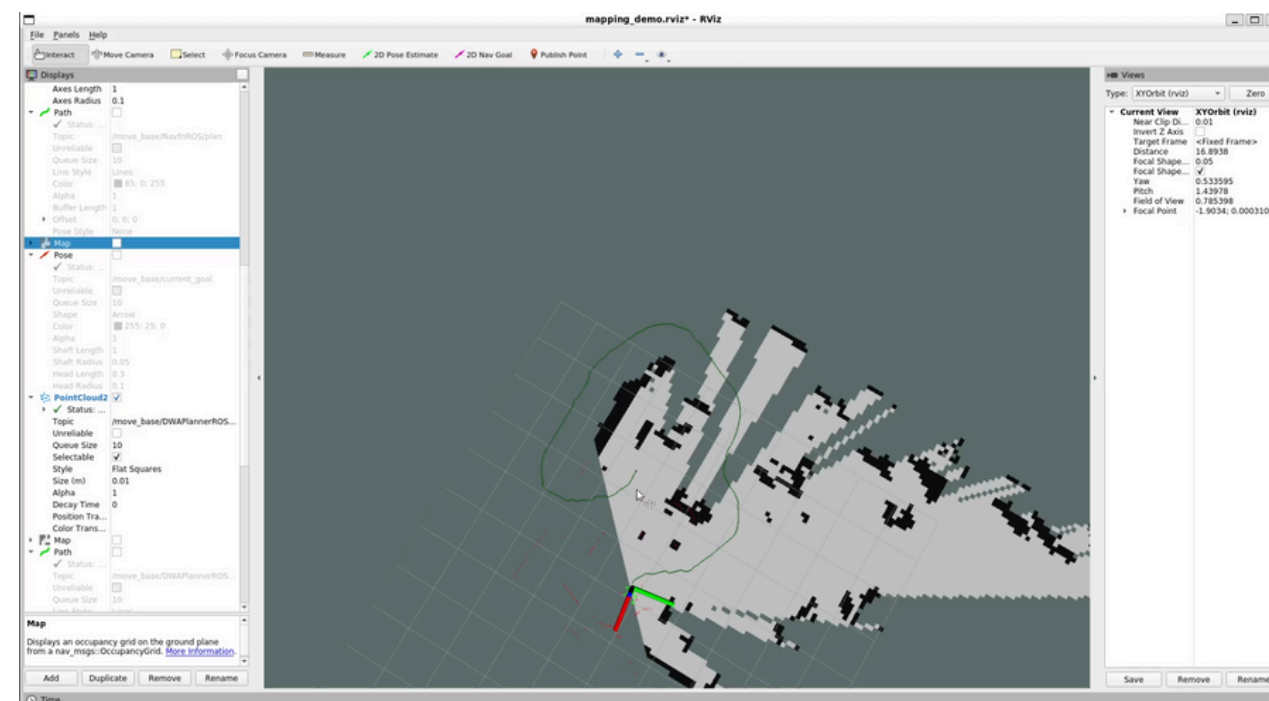 mapping_demo.rviz* - RViz
File Panels Help
Interact Move Camera Select Focus Camera Measure 2D Pose Estimate 2D Nav Goal Publish Point
Displays
Axes Length 1
Axes Radius 0.1
Path
Status: ...
Topic /move_base/NavfnROS/plan
Unreliable
Queue Size 10
Line Style Lines
Color 85; 0; 255
Alpha 1
Buffer Length 1
Offset 0; 0; 0
Pose Style None
Map
Pose
Status: ...
Topic /move_base/current_goal
Unreliable
Queue Size 10
Shape Arrow
Color 255; 25; 0
Alpha 1
Shaft Length 1
Shaft Radius 0.05
Head Length 0.3
Head Radius 0.1
PointCloud2
Status: ...
Topic /move_base/DWAPlannerROS...
Unreliable
Queue Size 10
Selectable
Style Flat Squares
Size (m) 0.01
Alpha 1
Decay Time 0
Position Tra...
Color Trans...
Map
Path
Status: ...
Topic /move_base/DWAPlannerROS...
Unreliable
Queue Size 10
Map
Displays an occupancy grid on the ground plane
from a nav_msgs::OccupancyGrid. More Information.
Add Duplicate Remove Rename
Time
Views
Type: XYOrbit (rviz) Zero
Current View XYOrbit (rviz)
Near Clip Di... 0.01
Invert Z Axis
Target Frame <Fixed Frame>
Distance 16.8938
Focal Shape... 0.05
Focal Shape...
Yaw 0.533595
Pitch 1.43978
Field of View 0.785398
Focal Point -1.9034; 0.000310
Save Remove Rename